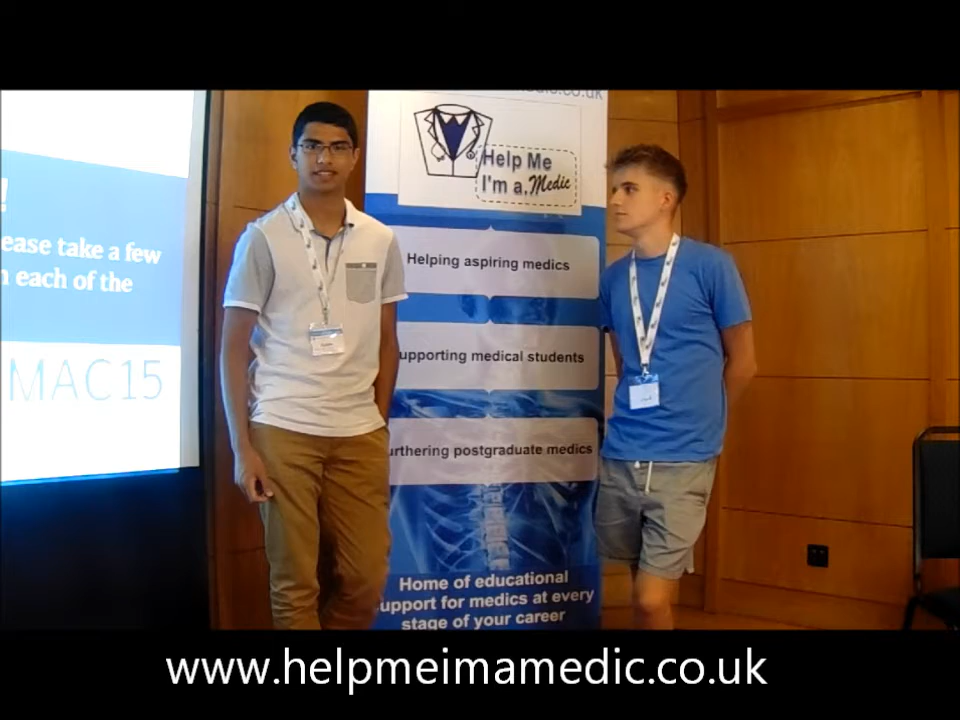 !
ease take a few
each of the
MAC15
Help Me
I'm a.Medic
Helping aspiring medics
upporting medical students
urthering postgraduate medics
Home of educational
upport for medics at every
stage of your career
www.helpmeimamedic.co.uk